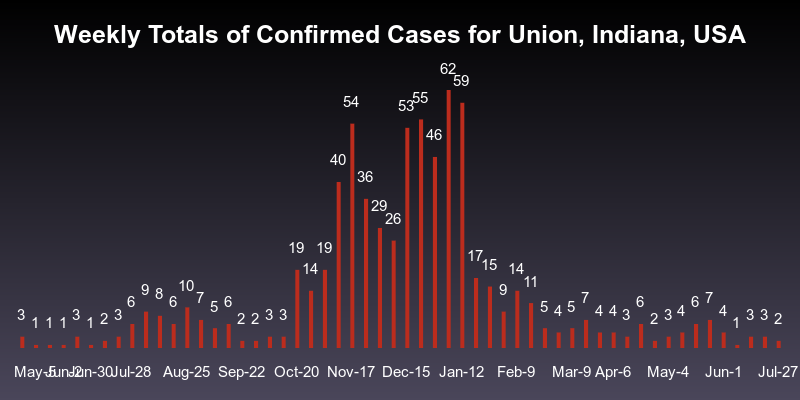 Weekly Totals of Confirmed Cases for Union, Indiana, USA
3 1 1 1 3 1 2 3 6 9 8 6 10 7 5 6 2 2 3 3 19 14 19 40 54 36 29 26 53 55 46 62 59 17 15 9 14 11 5 4 5 7 4 4 3 6 2 3 4 6 7 4 1 3 3 2
May-5 Jun-2 Jun-30 Jul-28 Aug-25 Sep-22 Oct-20 Nov-17 Dec-15 Jan-12 Feb-9 Mar-9 Apr-6 May-4 Jun-1 Jul-27